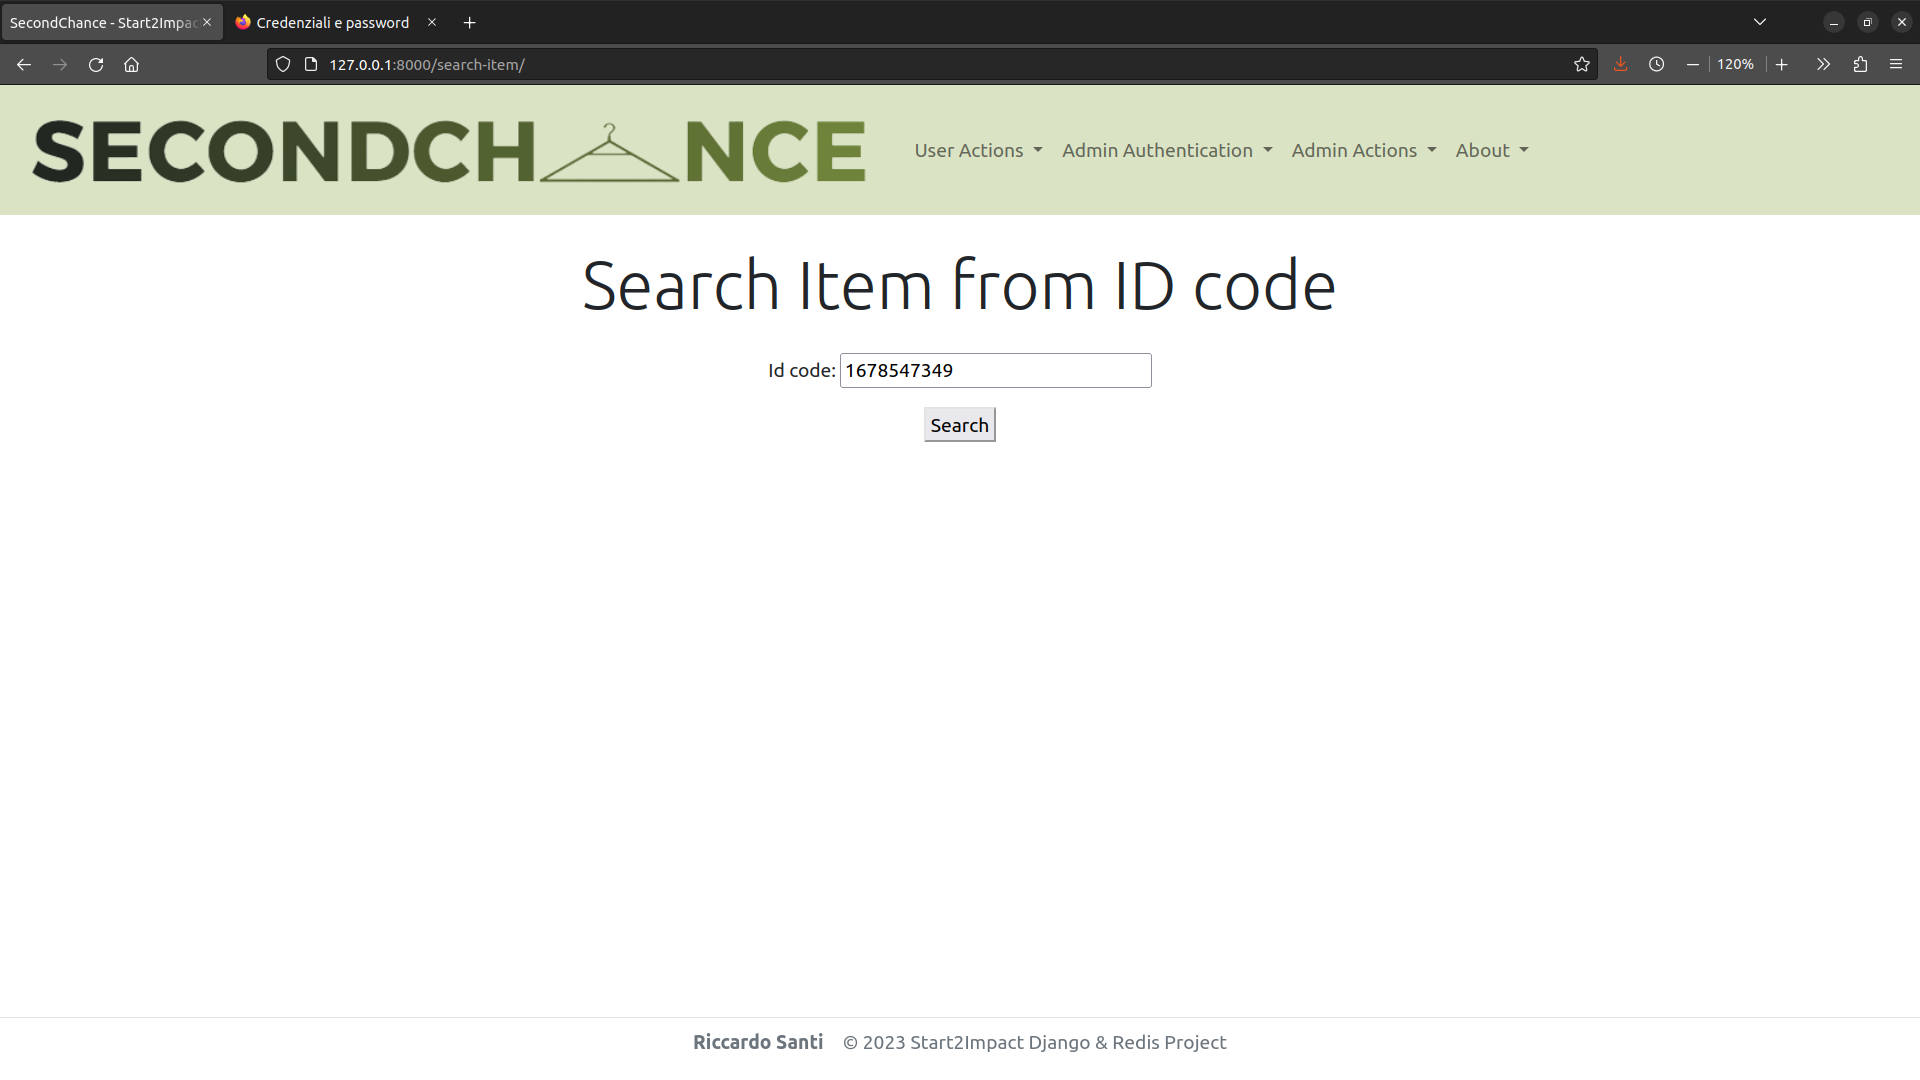 SecondChance - Start2Impac
Credenziali e password
127.0.0.1:8000/search-item/
120%
SECONDCHANCE
User Actions
Admin Authentication
Admin Actions
About
Search Item from ID code
Id code: 1678547349
Search
Riccardo Santi © 2023 Start2Impact Django & Redis Project